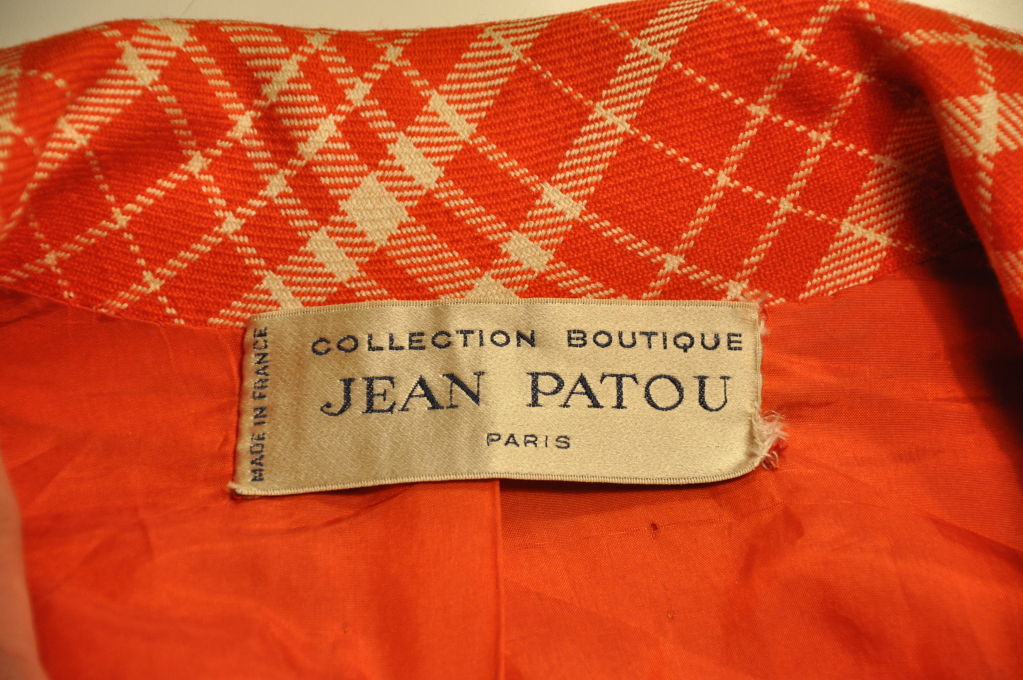 COLLECTION BOUTIQUE
JEAN PATOU
PARIS
MADE IN FRANCE